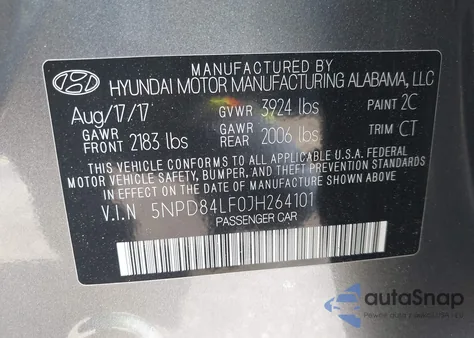 MANUFACTURED BY
HYUNDAI MOTOR MANUFACTURING ALABAMA, LLC
Aug/17/17 GVWR 3924 lbs PAINT 2C
GAWR FRONT 2183 lbs GAWR REAR 2006 lbs TRIM CT
THIS VEHICLE CONFORMS TO ALL APPLICABLE U.S.A. FEDERAL
MOTOR VEHICLE SAFETY, BUMPER, AND THEFT PREVENTION
STANDARDS IN EFFECT ON THE DATE OF MANUFACTURE SHOWN ABOVE.
V.I.N 5NPD84LF0JH264101
PASSENGER CAR
autoSnap